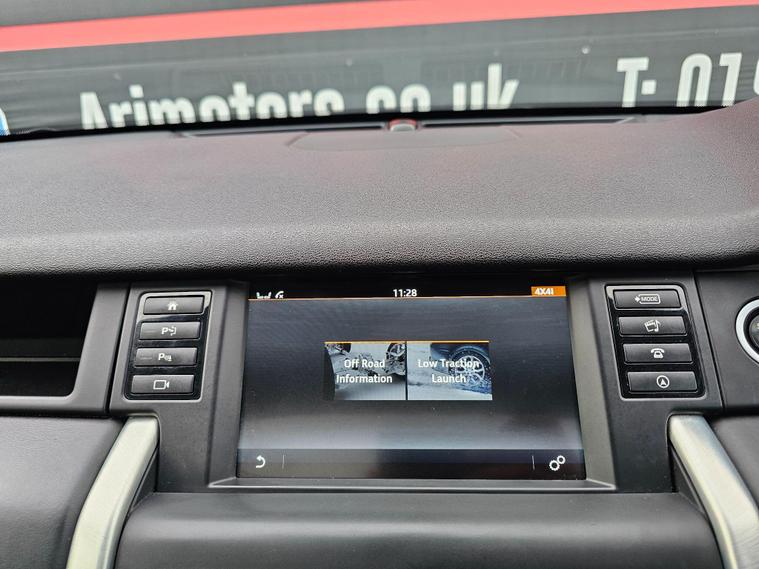 Arimotors.co.uk
T: 01
11:28
4X4i
Off Road
Information
Low Traction
Launch
MODE
P
P